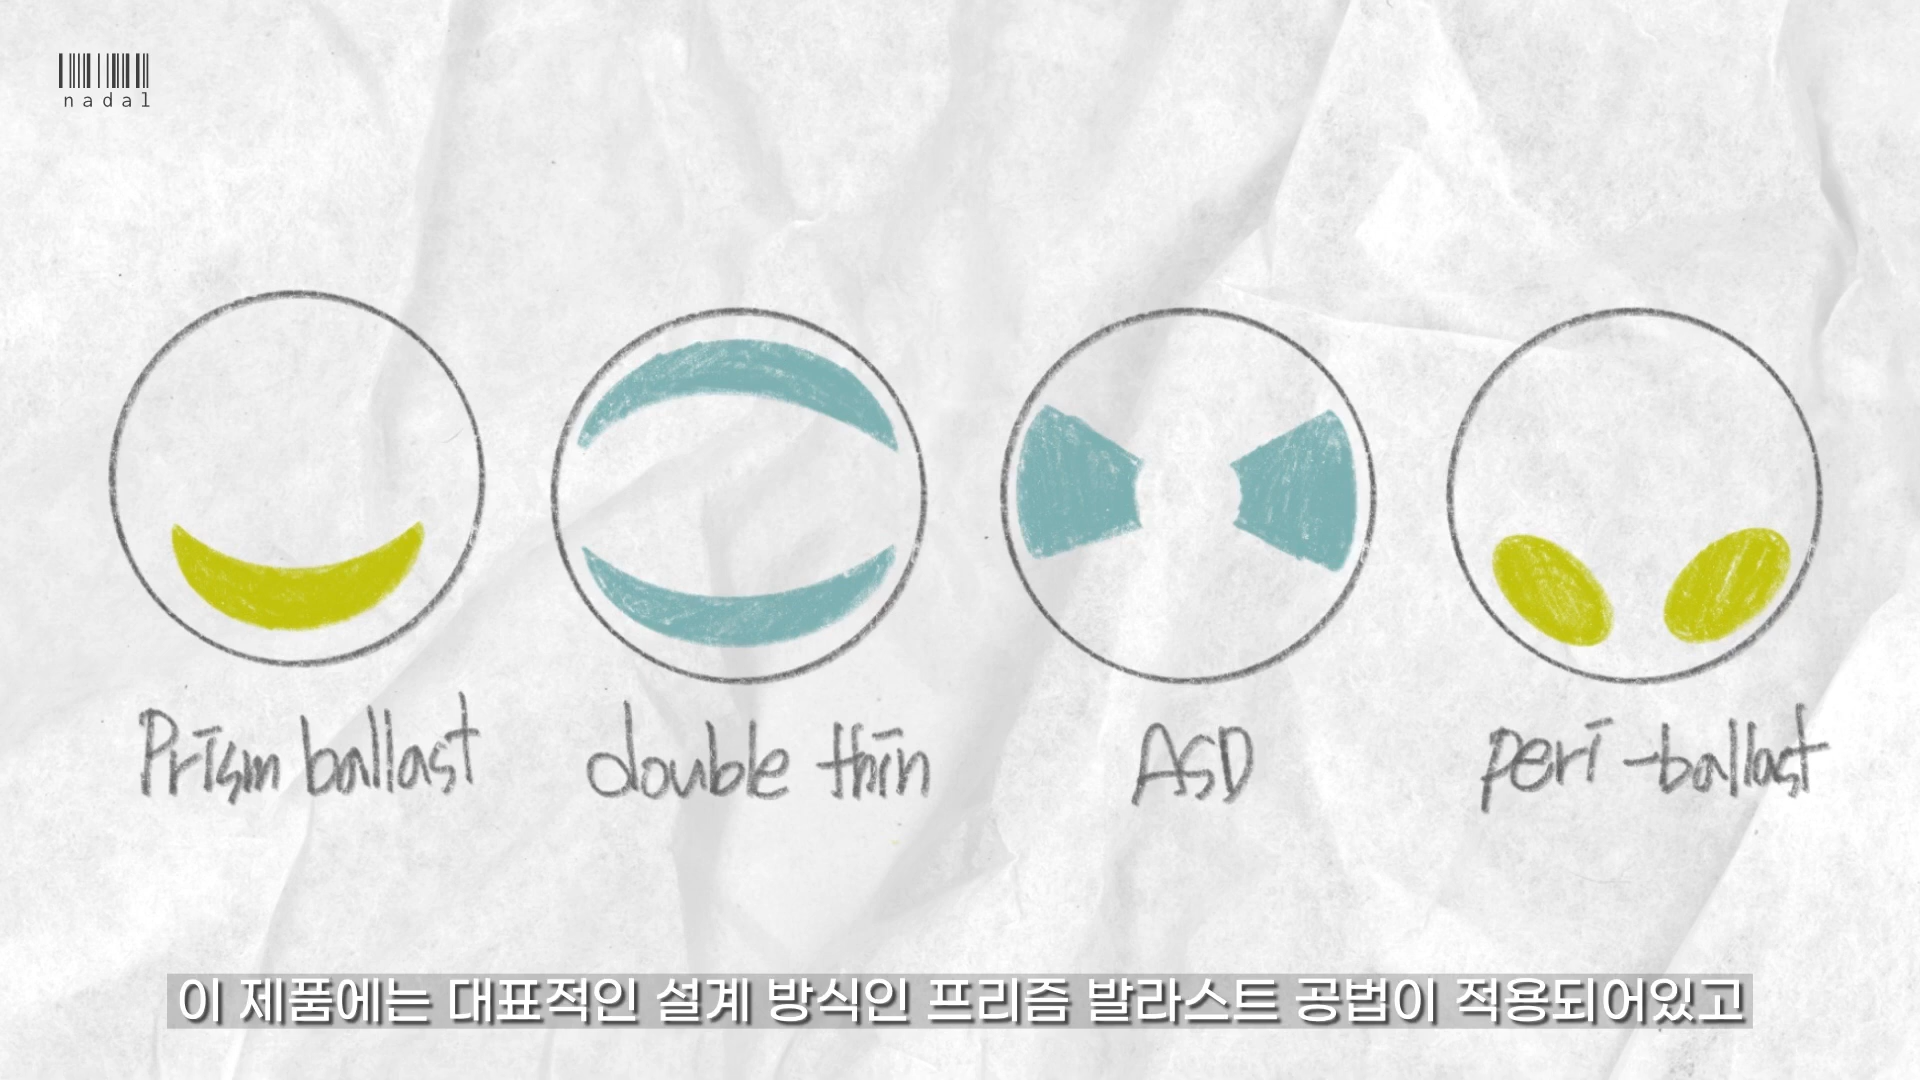 nadal
Prism ballast
double thin
ASD
peri-ballast
이 제품에는 대표적인 설계 방식인 프리즘 발라스트 공법이 적용되어있고